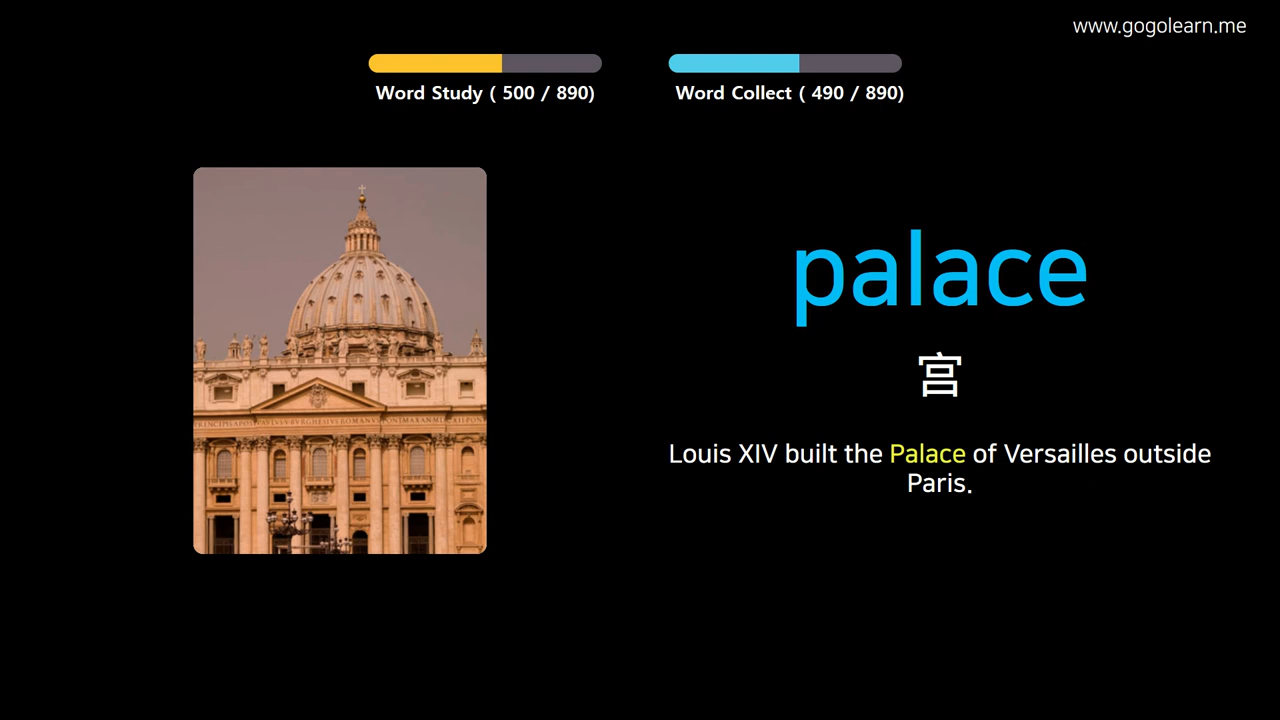 www.gogolearn.me
Word Study ( 500 / 890)
Word Collect ( 490 / 890)
palace
宫
Louis XIV built the Palace of Versailles outside
Paris.